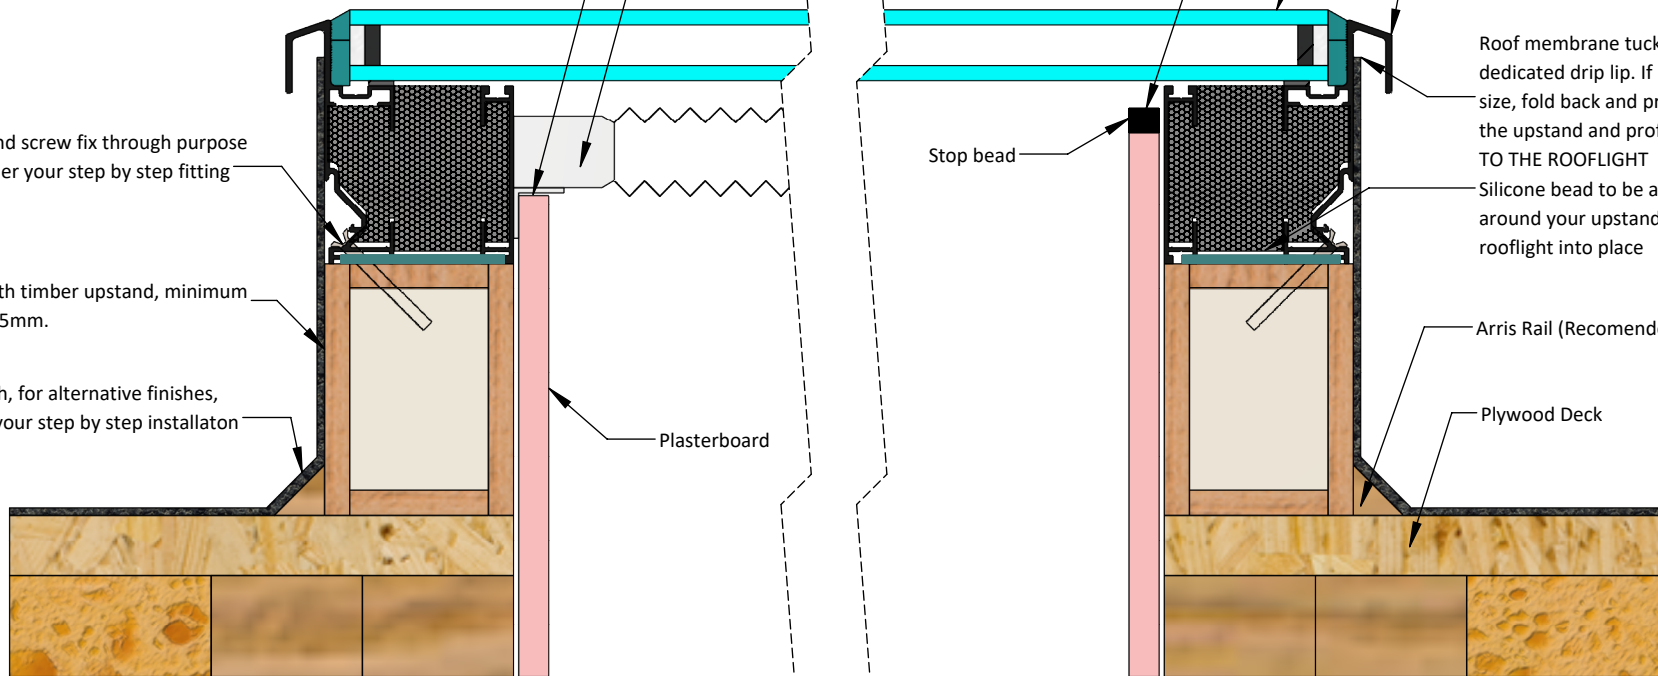 nd screw fix through purpose
er your step by step fitting
th timber upstand, minimum
5mm.
h, for alternative finishes,
your step by step installaton
Plasterboard
Stop bead
Roof membrane tuck
dedicated drip lip. If
size, fold back and pr
the upstand and prof
TO THE ROOFLIGHT
Silicone bead to be a
around your upstand
rooflight into place
Arris Rail (Recomend
Plywood Deck